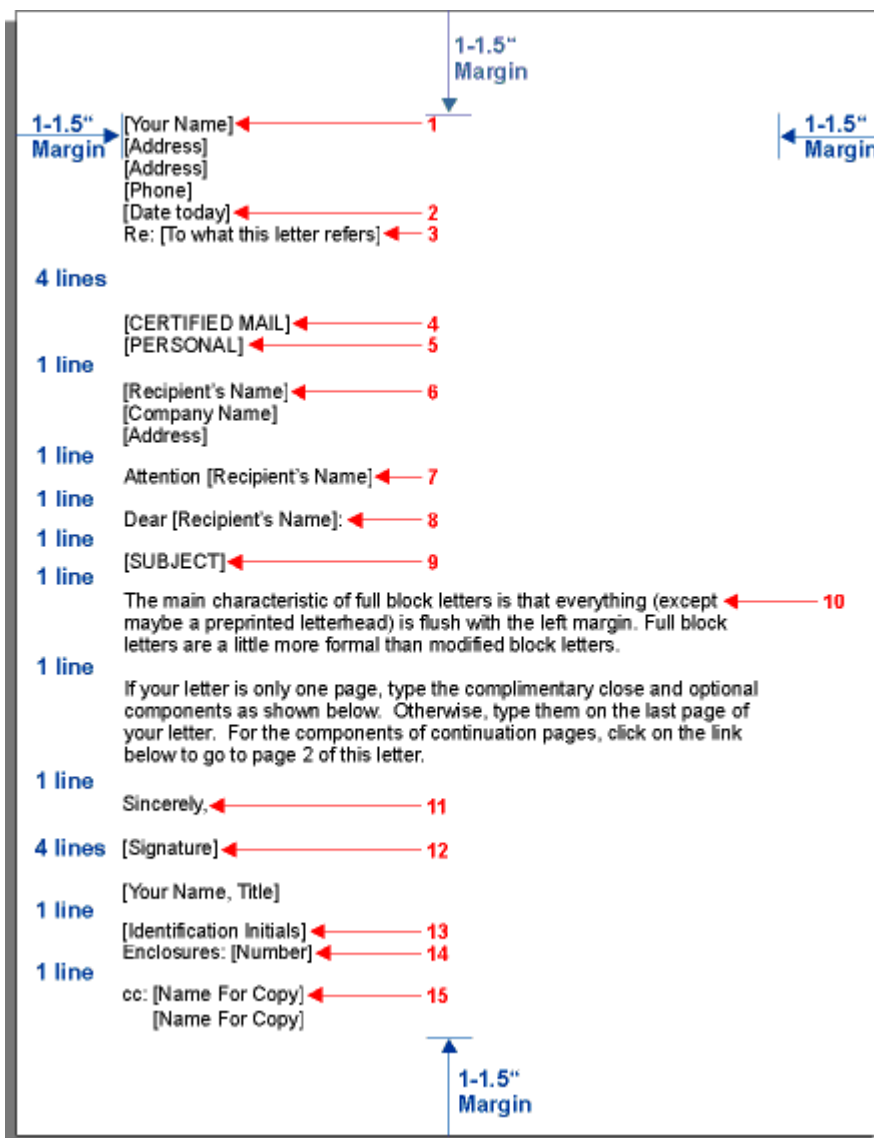 1-1.5“
Margin
1-1.5“
Margin
[Your Name] 1
1-1.5“
Margin
[Address]
[Address]
[Phone]
[Date today] 2
Re: [To what this letter refers] 3
4 lines
[CERTIFIED MAIL] 4
[PERSONAL] 5
1 line
[Recipient’s Name] 6
[Company Name]
[Address]
1 line
Attention [Recipient’s Name] 7
1 line
Dear [Recipient’s Name]: 8
1 line
[SUBJECT] 9
1 line
The main characteristic of full block letters is that everything (except 10
maybe a preprinted letterhead) is flush with the left margin. Full block
letters are a little more formal than modified block letters.
1 line
If your letter is only one page, type the complimentary close and optional
components as shown below.  Otherwise, type them on the last page of
your letter.  For the components of continuation pages, click on the link
below to go to page 2 of this letter.
1 line
Sincerely, 11
4 lines [Signature] 12
[Your Name, Title]
1 line
[Identification Initials] 13
Enclosures: [Number] 14
1 line
cc: [Name For Copy] 15
[Name For Copy]
1-1.5“
Margin